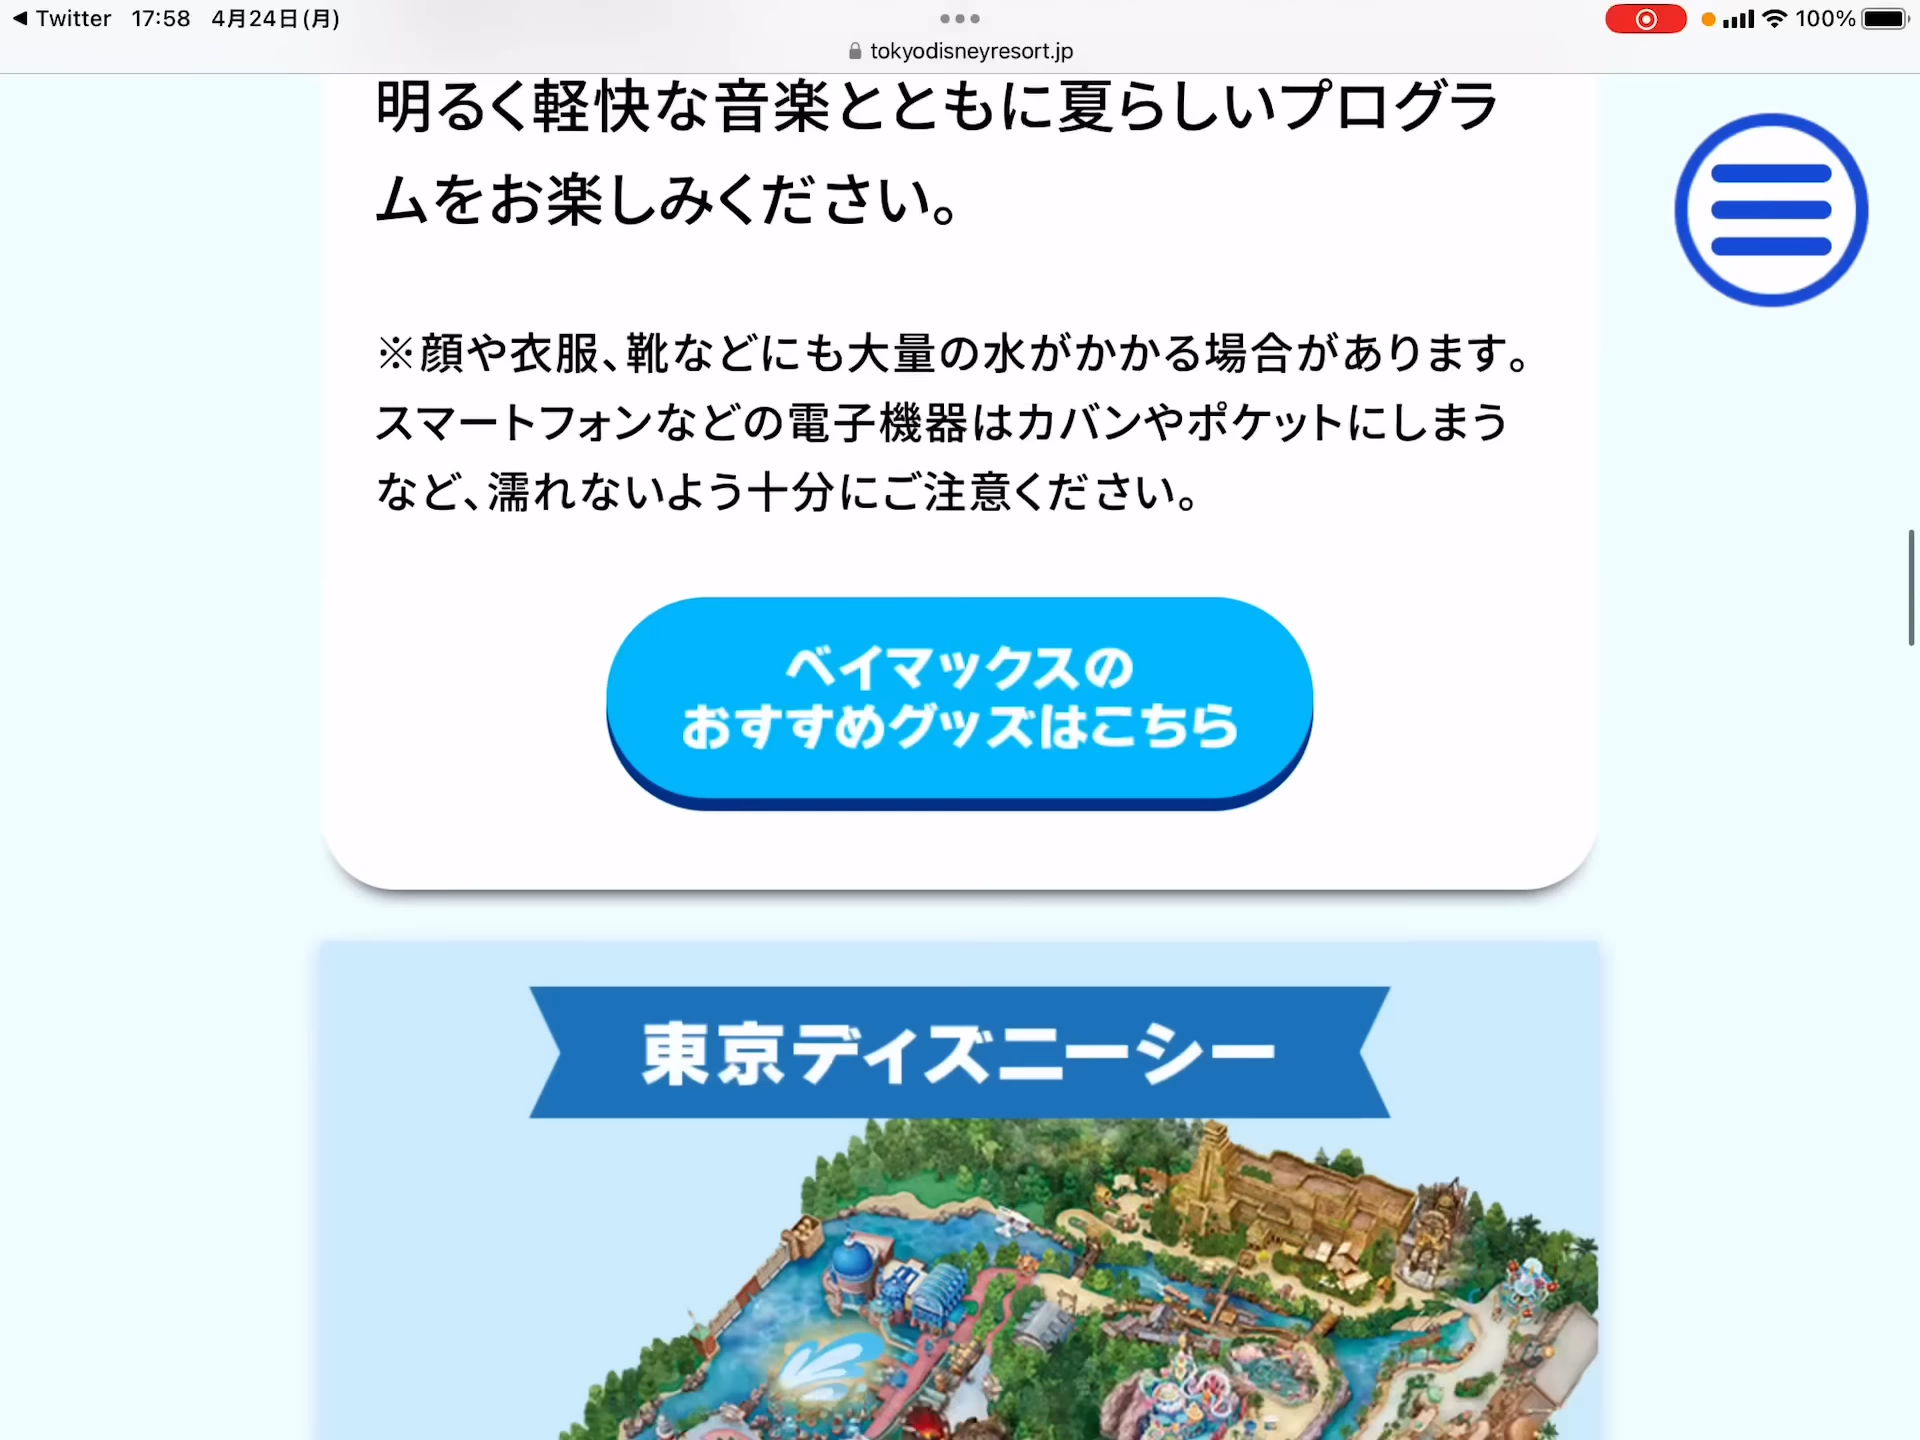 ◀ Twitter 17:58 4月24日(月)
100%
tokyodisneyresort.jp
明るく軽快な音楽とともに夏らしいプログラ
ムをお楽しみください。
※顔や衣服、靴などにも大量の水がかかる場合があります。
スマートフォンなどの電子機器はカバンやポケットにしまう
など、濡れないよう十分にご注意ください。
ベイマックスの
おすすめグッズはこちら
東京ディズニーシー